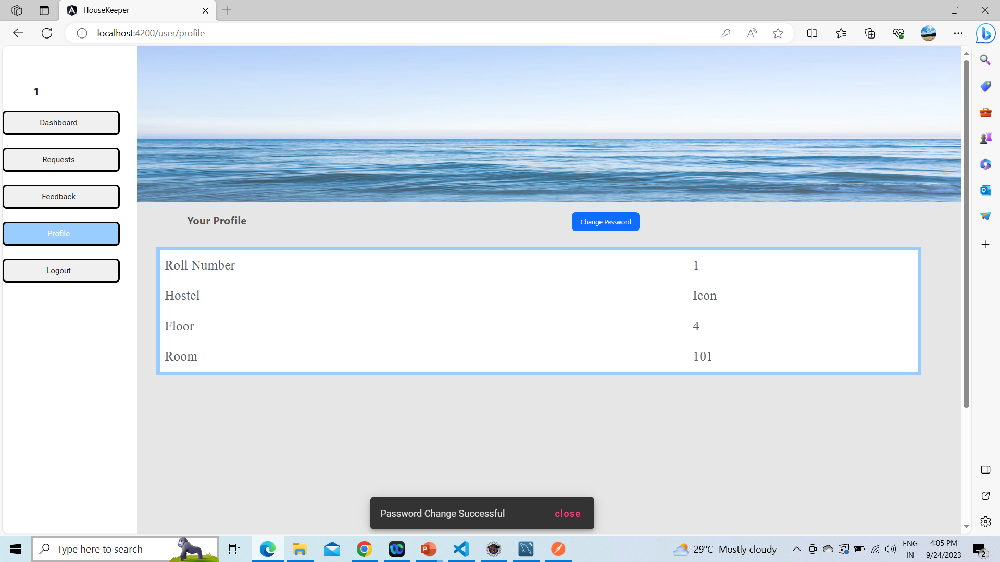 HouseKeeper
localhost:4200/user/profile
1
Dashboard
Requests
Feedback
Profile
Logout
Your Profile
Change Password
Roll Number 1
Hostel Icon
Floor 4
Room 101
Password Change Successful close
Type here to search
29°C Mostly cloudy
ENG
IN
4:05 PM
9/24/2023
2